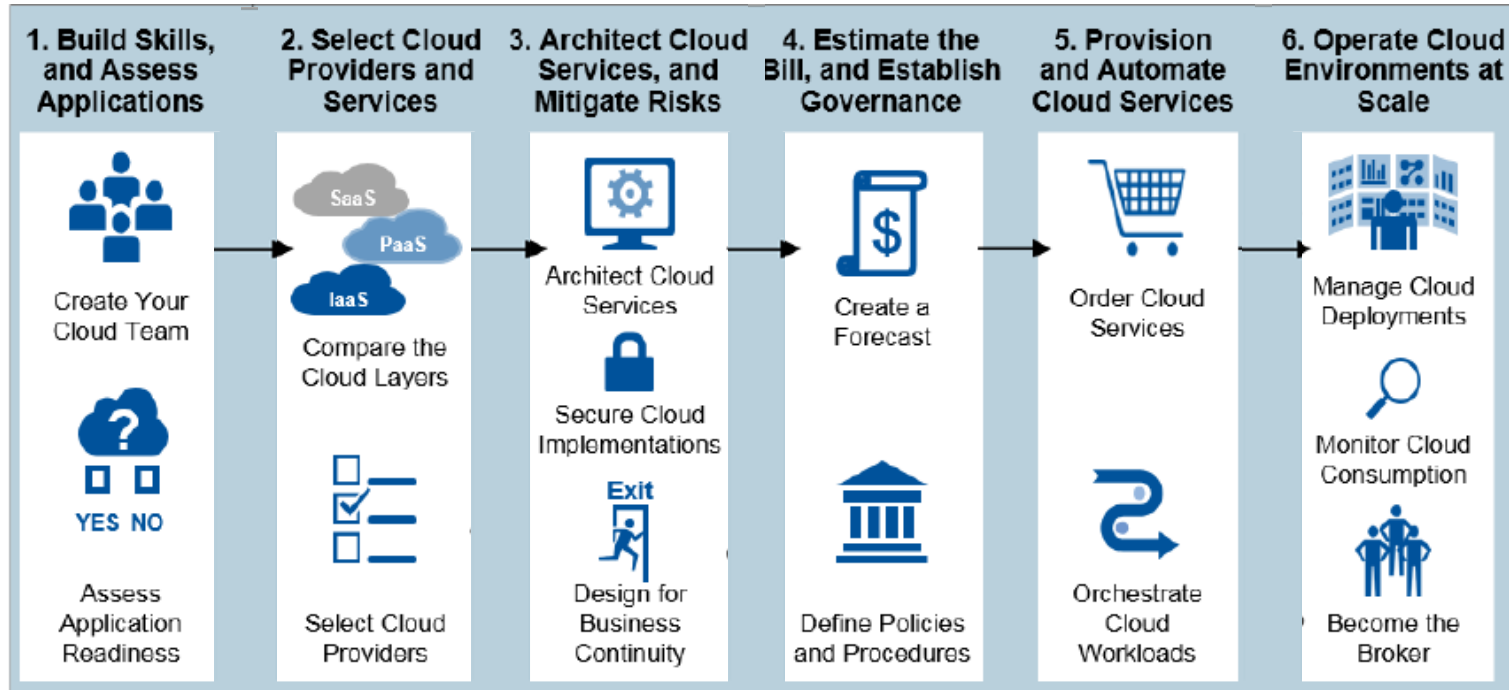 1. Build Skills,
and Assess
Applications
Create Your
Cloud Team
?
YES NO
Assess
Application
Readiness
2. Select Cloud
Providers and
Services
SaaS
PaaS
IaaS
Compare the
Cloud Layers
Select Cloud
Providers
3. Architect Cloud
Services, and
Mitigate Risks
Architect Cloud
Services
Secure Cloud
Implementations
Exit
Design for
Business
Continuity
4. Estimate the
Bill, and Establish
Governance
$
Create a
Forecast
Define Policies
and Procedures
5. Provision
and Automate
Cloud Services
Order Cloud
Services
Orchestrate
Cloud
Workloads
6. Operate Cloud
Environments at
Scale
Manage Cloud
Deployments
Monitor Cloud
Consumption
Become the
Broker